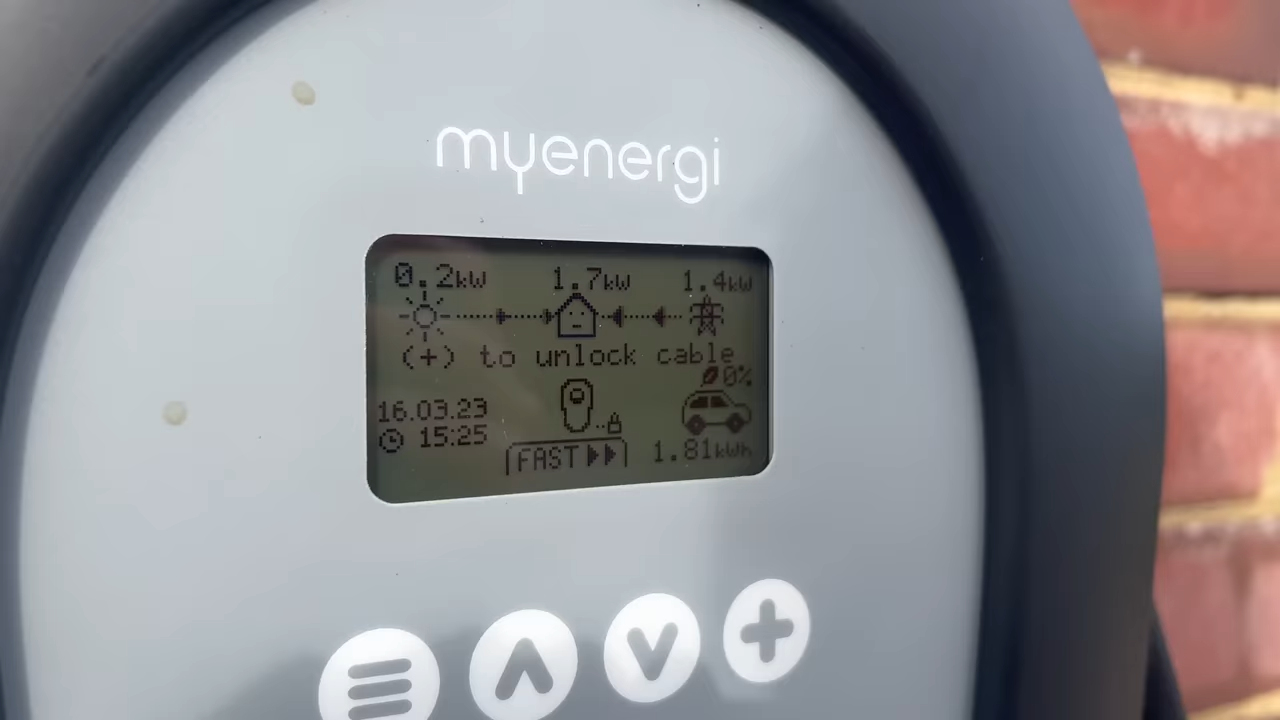 myenergi
0.2kW 1.7kW 1.4kW
(+) to unlock cable
0%
16.03.23
15:25
FAST 1.81kWh